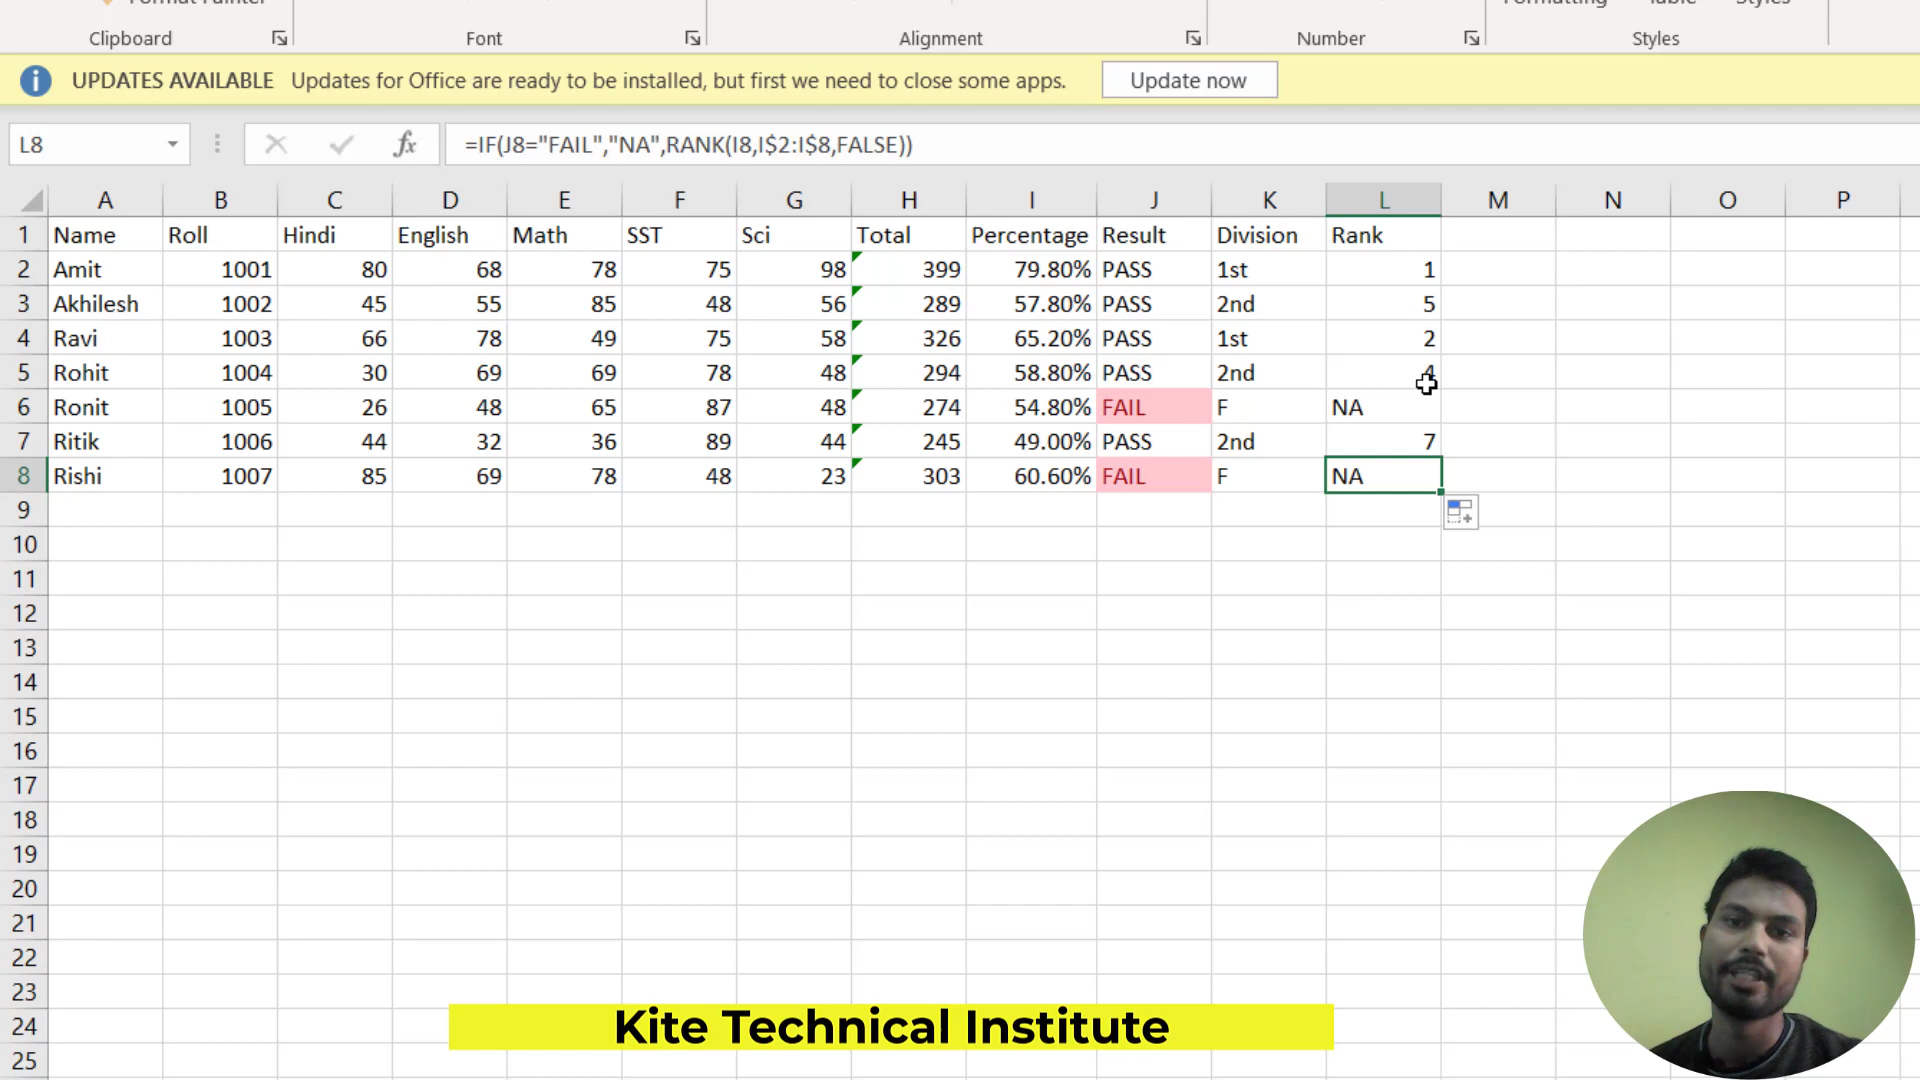 Format Painter
Formatting Table Styles
Clipboard Font Alignment Number Styles
UPDATES AVAILABLE Updates for Office are ready to be installed, but first we need to close some apps. Update now
L8 fx =IF(J8="FAIL","NA",RANK(I8,I$2:I$8,FALSE))
A B C D E F G H I J K L M N O P
1 Name Roll Hindi English Math SST Sci Total Percentage Result Division Rank
2 Amit 1001 80 68 78 75 98 399 79.80% PASS 1st 1
3 Akhilesh 1002 45 55 85 48 56 289 57.80% PASS 2nd 5
4 Ravi 1003 66 78 49 75 58 326 65.20% PASS 1st 2
5 Rohit 1004 30 69 69 78 48 294 58.80% PASS 2nd 4
6 Ronit 1005 26 48 65 87 48 274 54.80% FAIL F NA
7 Ritik 1006 44 32 36 89 44 245 49.00% PASS 2nd 7
8 Rishi 1007 85 69 78 48 23 303 60.60% FAIL F NA
9
10
11
12
13
14
15
16
17
18
19
20
21
22
23
24
25
Kite Technical Institute